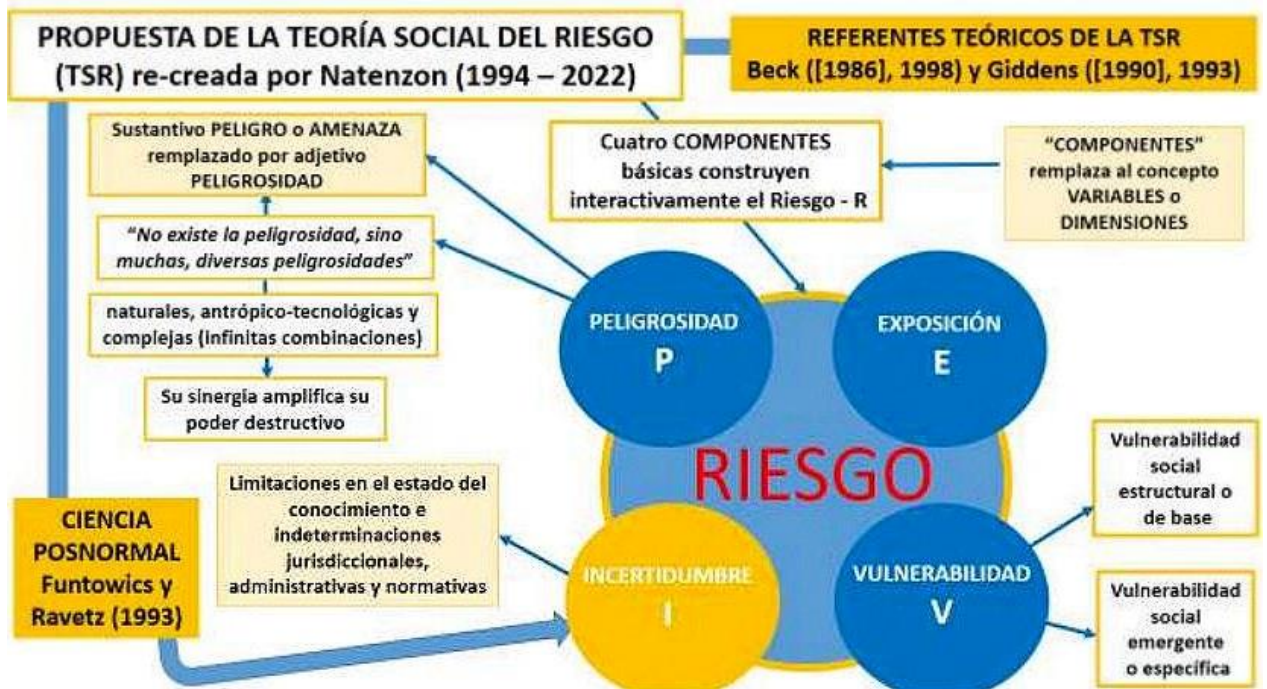 PROPUESTA DE LA TEORÍA SOCIAL DEL RIESGO
(TSR) re-creada por Natenzon (1994 – 2022)
REFERENTES TEÓRICOS DE LA TSR
Beck ([1986], 1998) y Giddens ([1990], 1993)
Sustantivo PELIGRO o AMENAZA
remplazado por adjetivo
PELIGROSIDAD
Cuatro COMPONENTES
básicas construyen
interactivamente el Riesgo - R
“COMPONENTES”
remplaza al concepto
VARIABLES o
DIMENSIONES
“No existe la peligrosidad, sino
muchas, diversas peligrosidades”
naturales, antrópico-tecnológicas y
complejas (infinitas combinaciones)
Su sinergia amplifica su
poder destructivo
PELIGROSIDAD
P
EXPOSICIÓN
E
RIESGO
Limitaciones en el estado del
conocimiento e
indeterminaciones
jurisdiccionales,
administrativas y normativas
CIENCIA
POSNORMAL
Funtowics y
Ravetz (1993)
INCERTIDUMBRE
I
VULNERABILIDAD
V
Vulnerabilidad
social
estructural o
de base
Vulnerabilidad
social
emergente
o específica